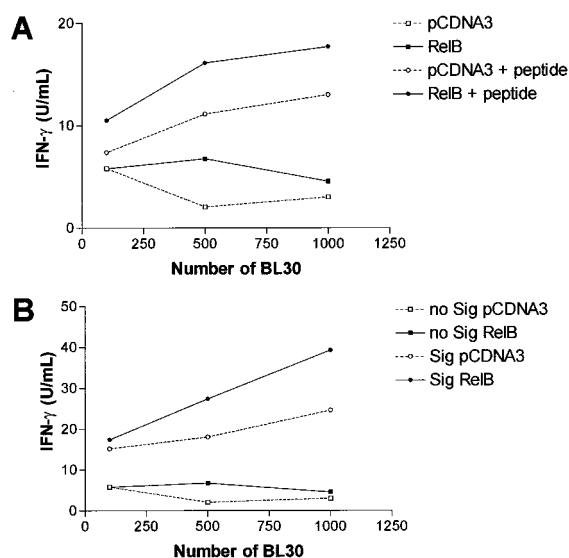 A
pCDNA3
RelB
pCDNA3 + peptide
RelB + peptide
IFN-γ (U/mL)
20
10
0
0 250 500 750 1000 1250
Number of BL30
B
no Sig pCDNA3
no Sig RelB
Sig pCDNA3
Sig RelB
IFN-γ (U/mL)
50
40
30
20
10
0
0 250 500 750 1000 1250
Number of BL30